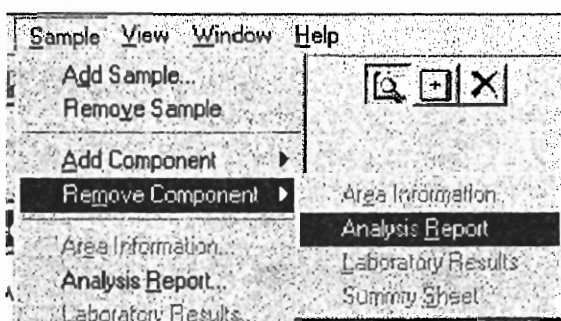 Sample View Window Help
Add Sample...
Remove Sample
Add Component
Remove Component
Area Information...
Analysis Report...
Laboratory Results...
Area Information
Analysis Report
Laboratory Results
Summry Sheet